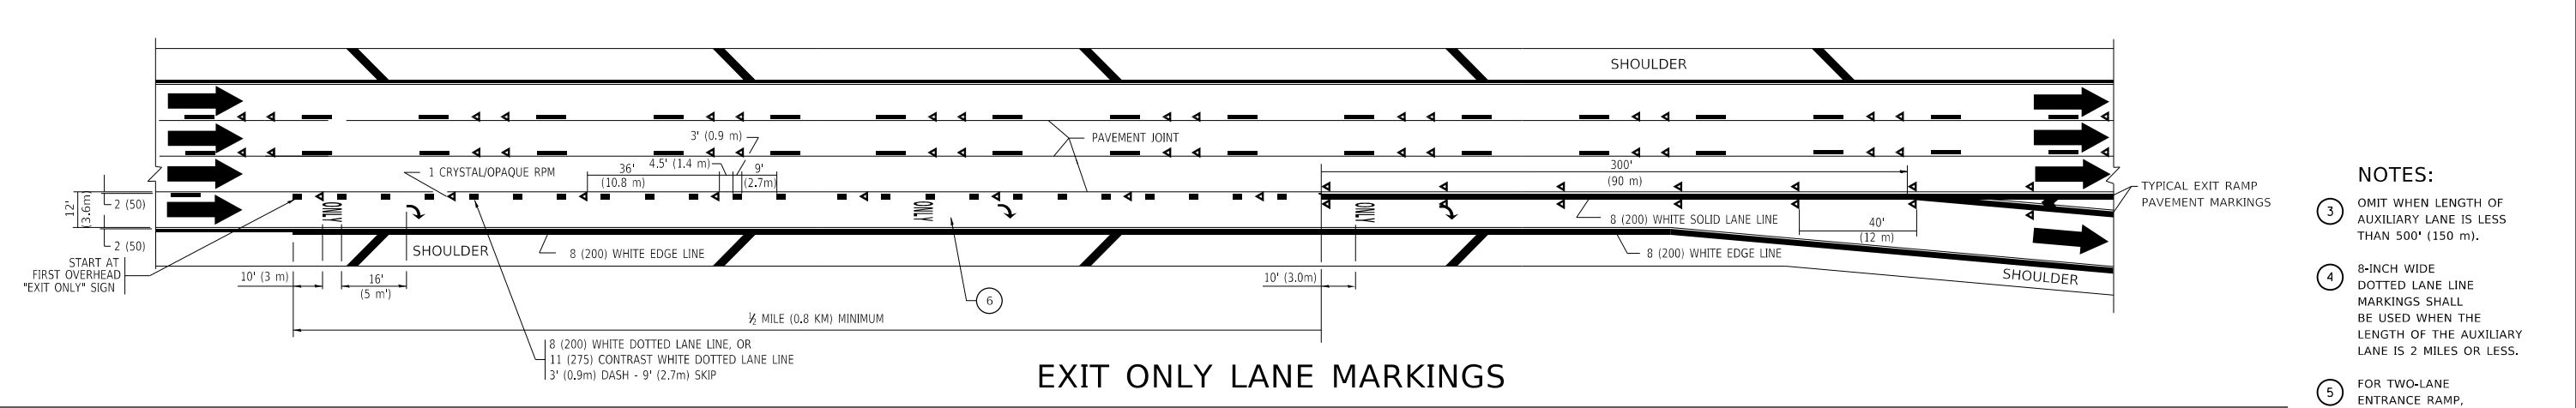 SHOULDER
3' (0.9 m)
PAVEMENT JOINT
1 CRYSTAL/OPAQUE RPM
36'
(10.8 m)
4.5' (1.4 m)
9'
(2.7m)
300'
(90 m)
12'
(3.6m)
2 (50)
2 (50)
ONLY
ONLY
ONLY
SHOULDER
8 (200) WHITE EDGE LINE
8 (200) WHITE SOLID LANE LINE
40'
(12 m)
8 (200) WHITE EDGE LINE
TYPICAL EXIT RAMP
PAVEMENT MARKINGS
SHOULDER
START AT
FIRST OVERHEAD
"EXIT ONLY" SIGN
10' (3 m)
16'
(5 m')
6
10' (3.0m)
½ MILE (0.8 KM) MINIMUM
8 (200) WHITE DOTTED LANE LINE, OR
11 (275) CONTRAST WHITE DOTTED LANE LINE
3' (0.9m) DASH - 9' (2.7m) SKIP
EXIT ONLY LANE MARKINGS
NOTES:
3 OMIT WHEN LENGTH OF
AUXILIARY LANE IS LESS
THAN 500' (150 m).
4 8-INCH WIDE
DOTTED LANE LINE
MARKINGS SHALL
BE USED WHEN THE
LENGTH OF THE AUXILIARY
LANE IS 2 MILES OR LESS.
5 FOR TWO-LANE
ENTRANCE RAMP,